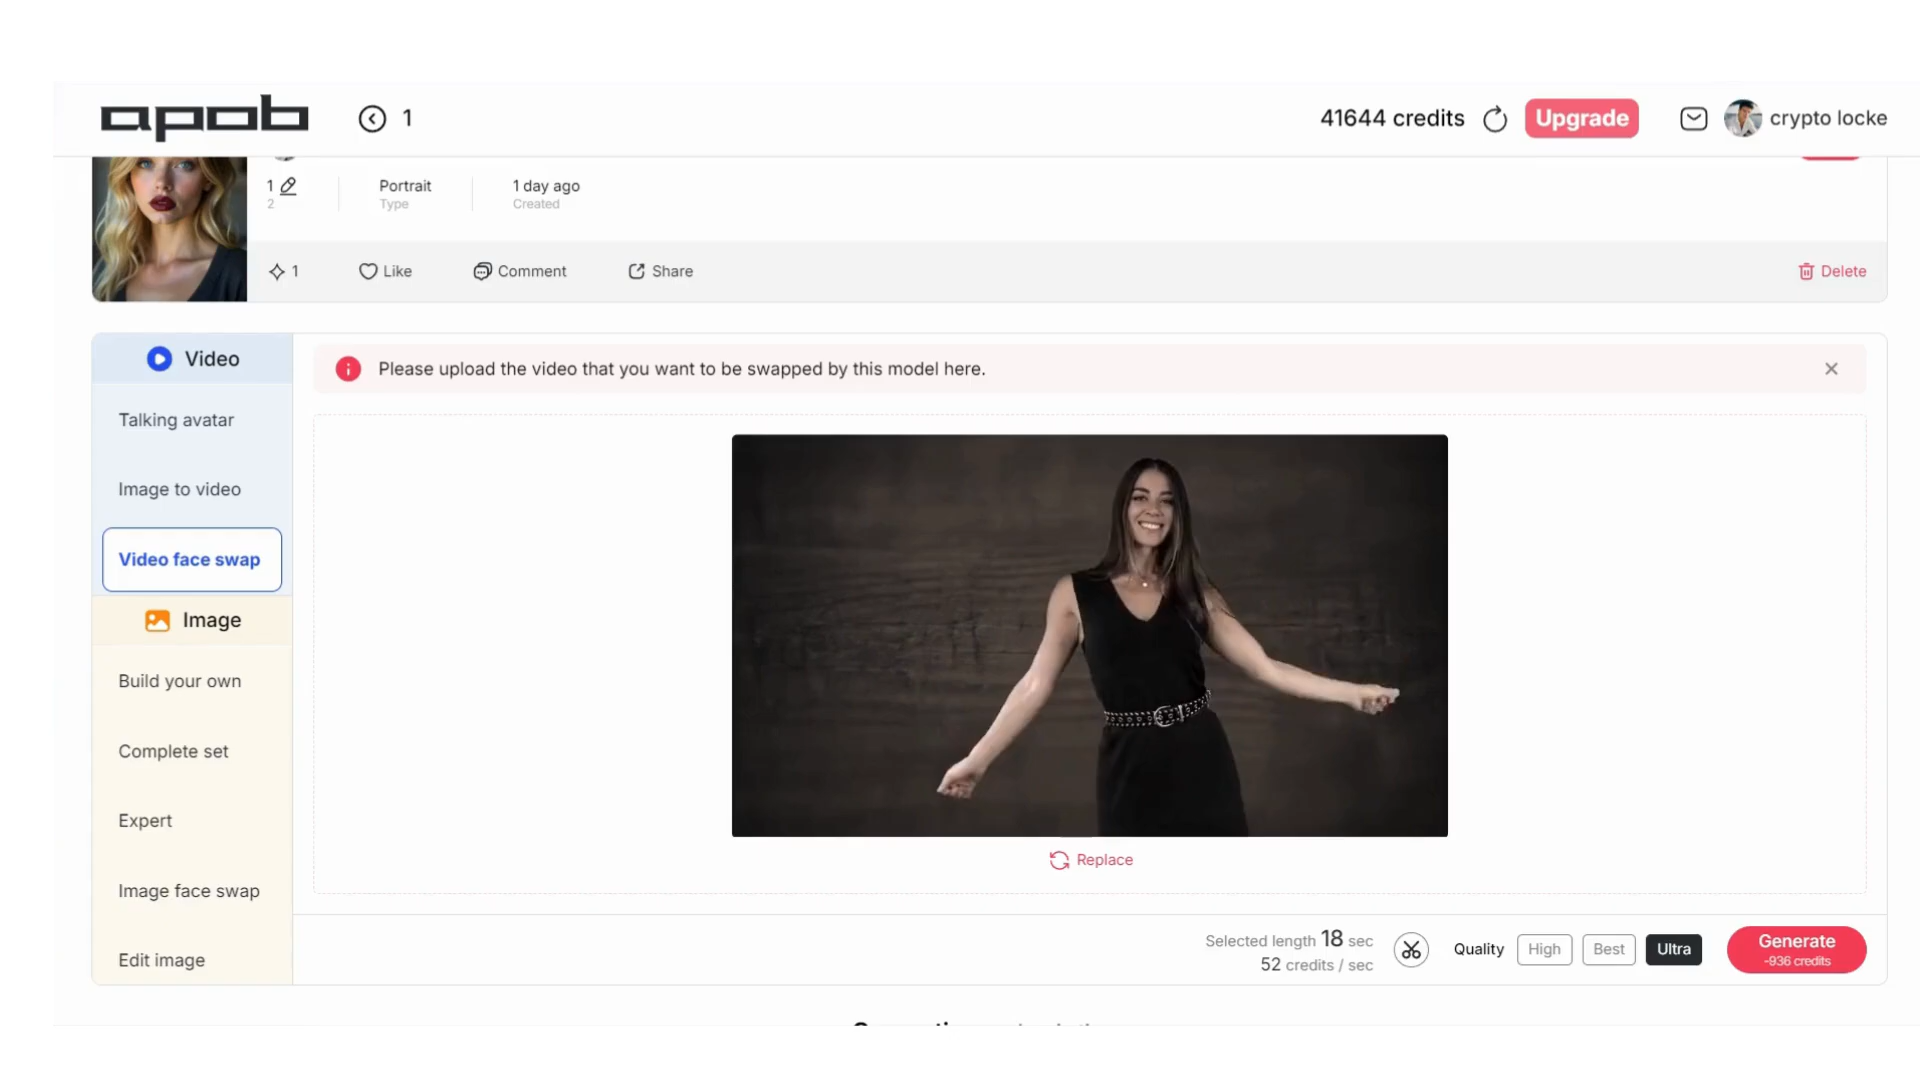 apob
1
41644 credits
Upgrade
crypto locke
1
2
Portrait
Type
1 day ago
Created
1
Like
Comment
Share
Delete
Video
Talking avatar
Image to video
Video face swap
Image
Build your own
Complete set
Expert
Image face swap
Edit image
Please upload the video that you want to be swapped by this model here.
Replace
Selected length 18 sec
52 credits / sec
Quality
High
Best
Ultra
Generate
-936 credits